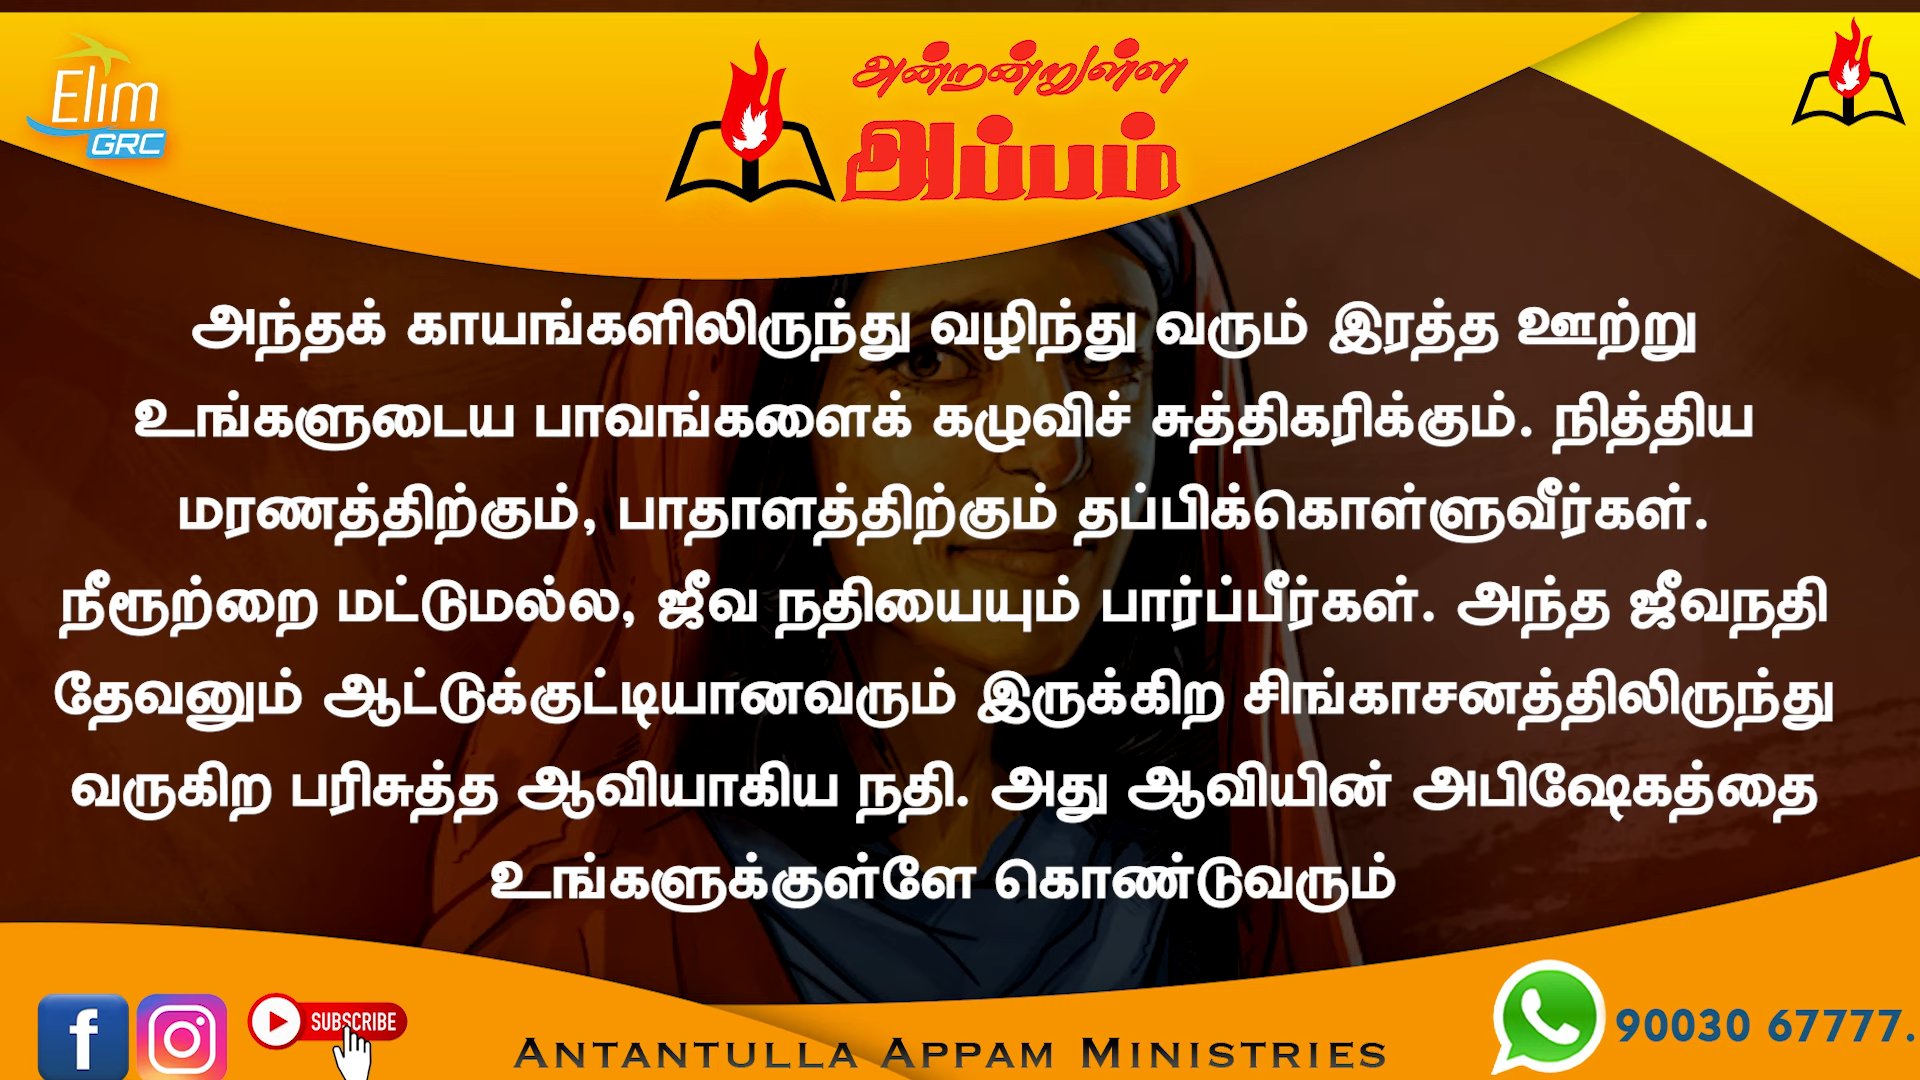 Elim
GRC
அன்றன்றுள்ள
அப்பம்
அந்தக் காயங்களிலிருந்து வழிந்து வரும் இரத்த ஊற்று
உங்களுடைய பாவங்களைக் கழுவிச் சுத்திகரிக்கும். நித்திய
மரணத்திற்கும், பாதாளத்திற்கும் தப்பிக்கொள்ளுவீர்கள்.
நீரூற்றை மட்டுமல்ல, ஜீவ நதியையும் பார்ப்பீர்கள். அந்த ஜீவநதி
தேவனும் ஆட்டுக்குட்டியானவரும் இருக்கிற சிங்காசனத்திலிருந்து
வருகிற பரிசுத்த ஆவியாகிய நதி. அது ஆவியின் அபிஷேகத்தை
உங்களுக்குள்ளே கொண்டுவரும்
SUBSCRIBE
ANTANTULLA APPAM MINISTRIES
90030 67777.